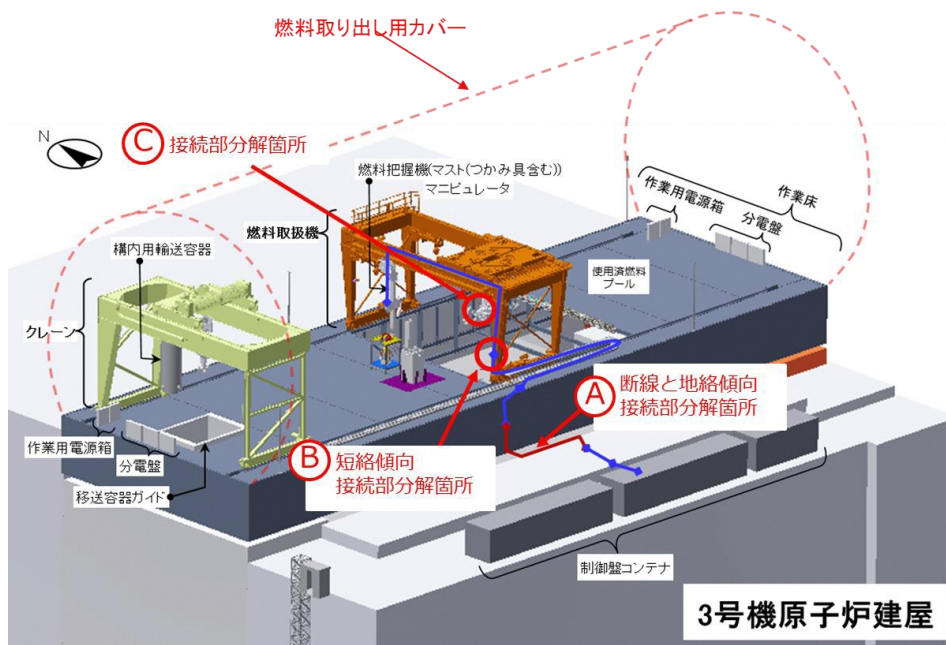 燃料取り出し用カバー
N
C 接続部分解箇所
燃料把握機(マスト(つかみ具含む))
マニピュレータ
作業床
作業用電源箱
分電盤
燃料取扱機
構内用輸送容器
使用済燃料
プール
クレーン
A 断線と地絡傾向
接続部分解箇所
B 短絡傾向
接続部分解箇所
作業用電源箱
分電盤
移送容器ガイド
制御盤コンテナ
3号機原子炉建屋